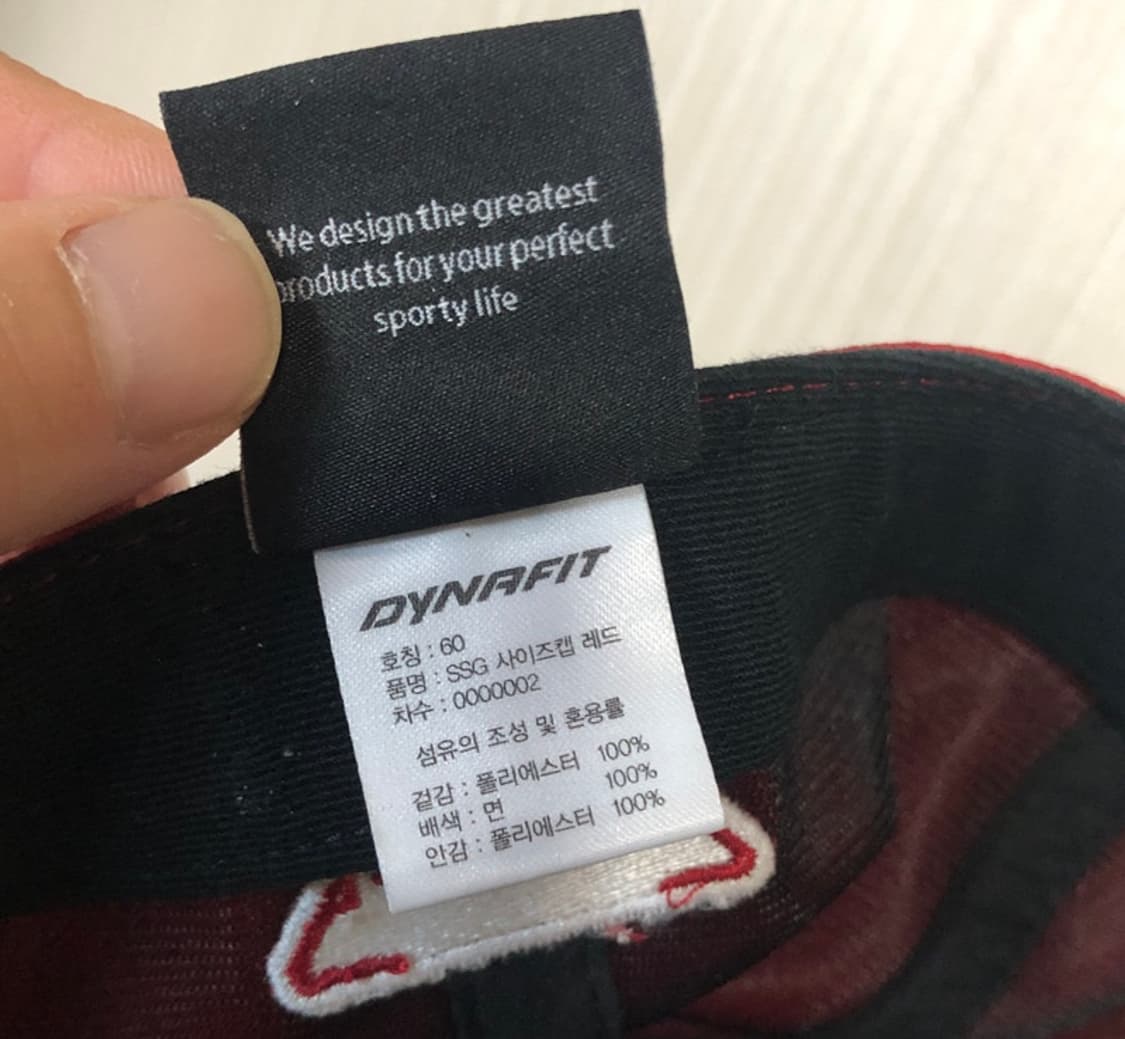 We design the greatest
products for your perfect
sporty life
DYNAFIT
호칭 : 60
품명 : SSG 사이즈캡 레드
차수 : 0000002
섬유의 조성 및 혼용률
겉감 : 폴리에스터 100%
배색 : 면 100%
안감 : 폴리에스터 100%